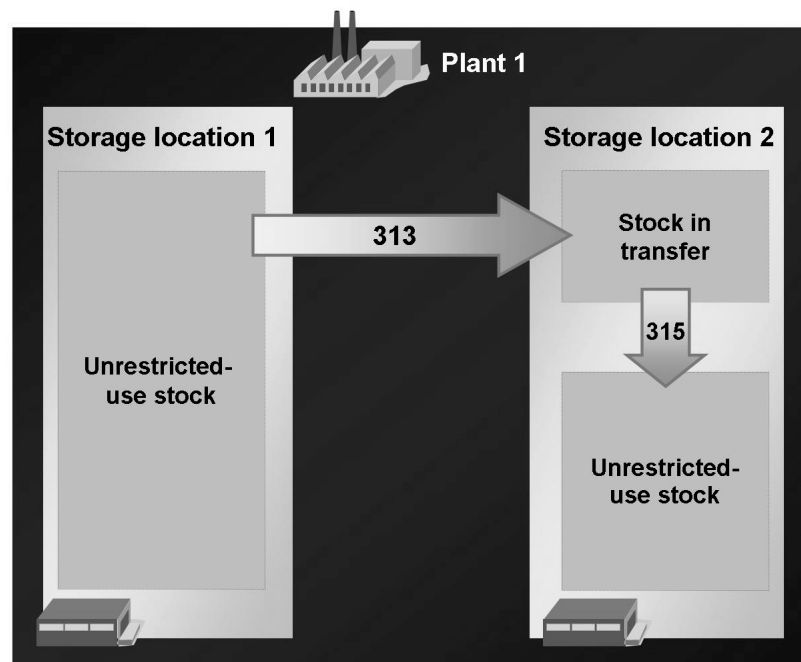 Plant 1
Storage location 1
Unrestricted-
use stock
313
Storage location 2
Stock in
transfer
315
Unrestricted-
use stock